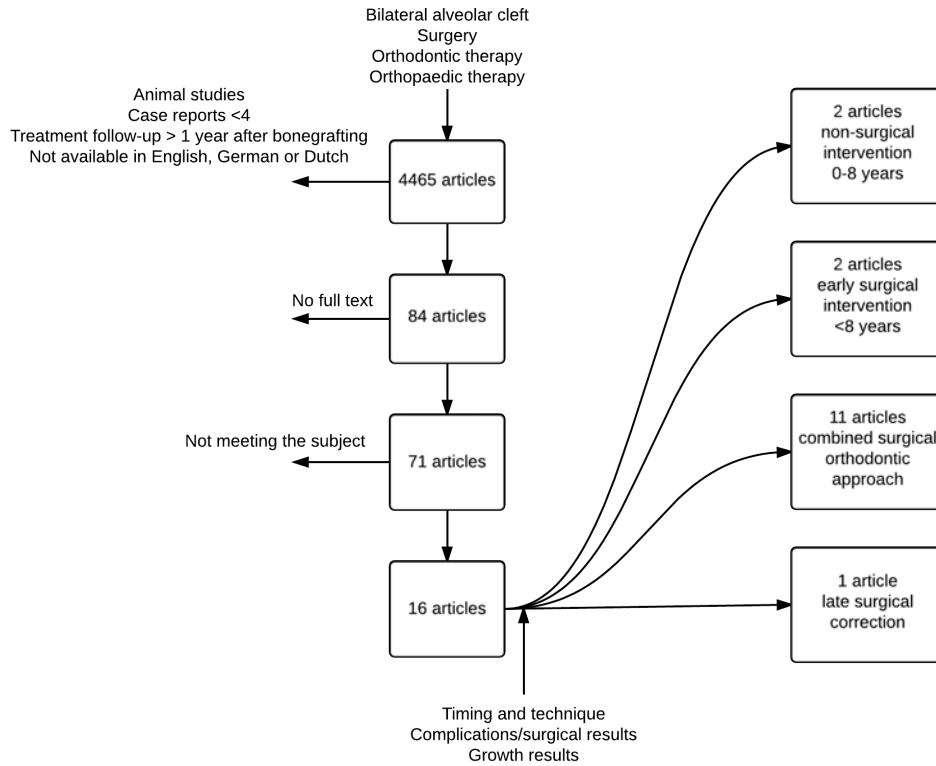 Bilateral alveolar cleft
Surgery
Orthodontic therapy
Orthopaedic therapy
Animal studies
Case reports <4
Treatment follow-up > 1 year after bonegrafting
Not available in English, German or Dutch
4465 articles
No full text
84 articles
Not meeting the subject
71 articles
16 articles
Timing and technique
Complications/surgical results
Growth results
2 articles
non-surgical
intervention
0-8 years
2 articles
early surgical
intervention
<8 years
11 articles
combined surgical
orthodontic
approach
1 article
late surgical
correction